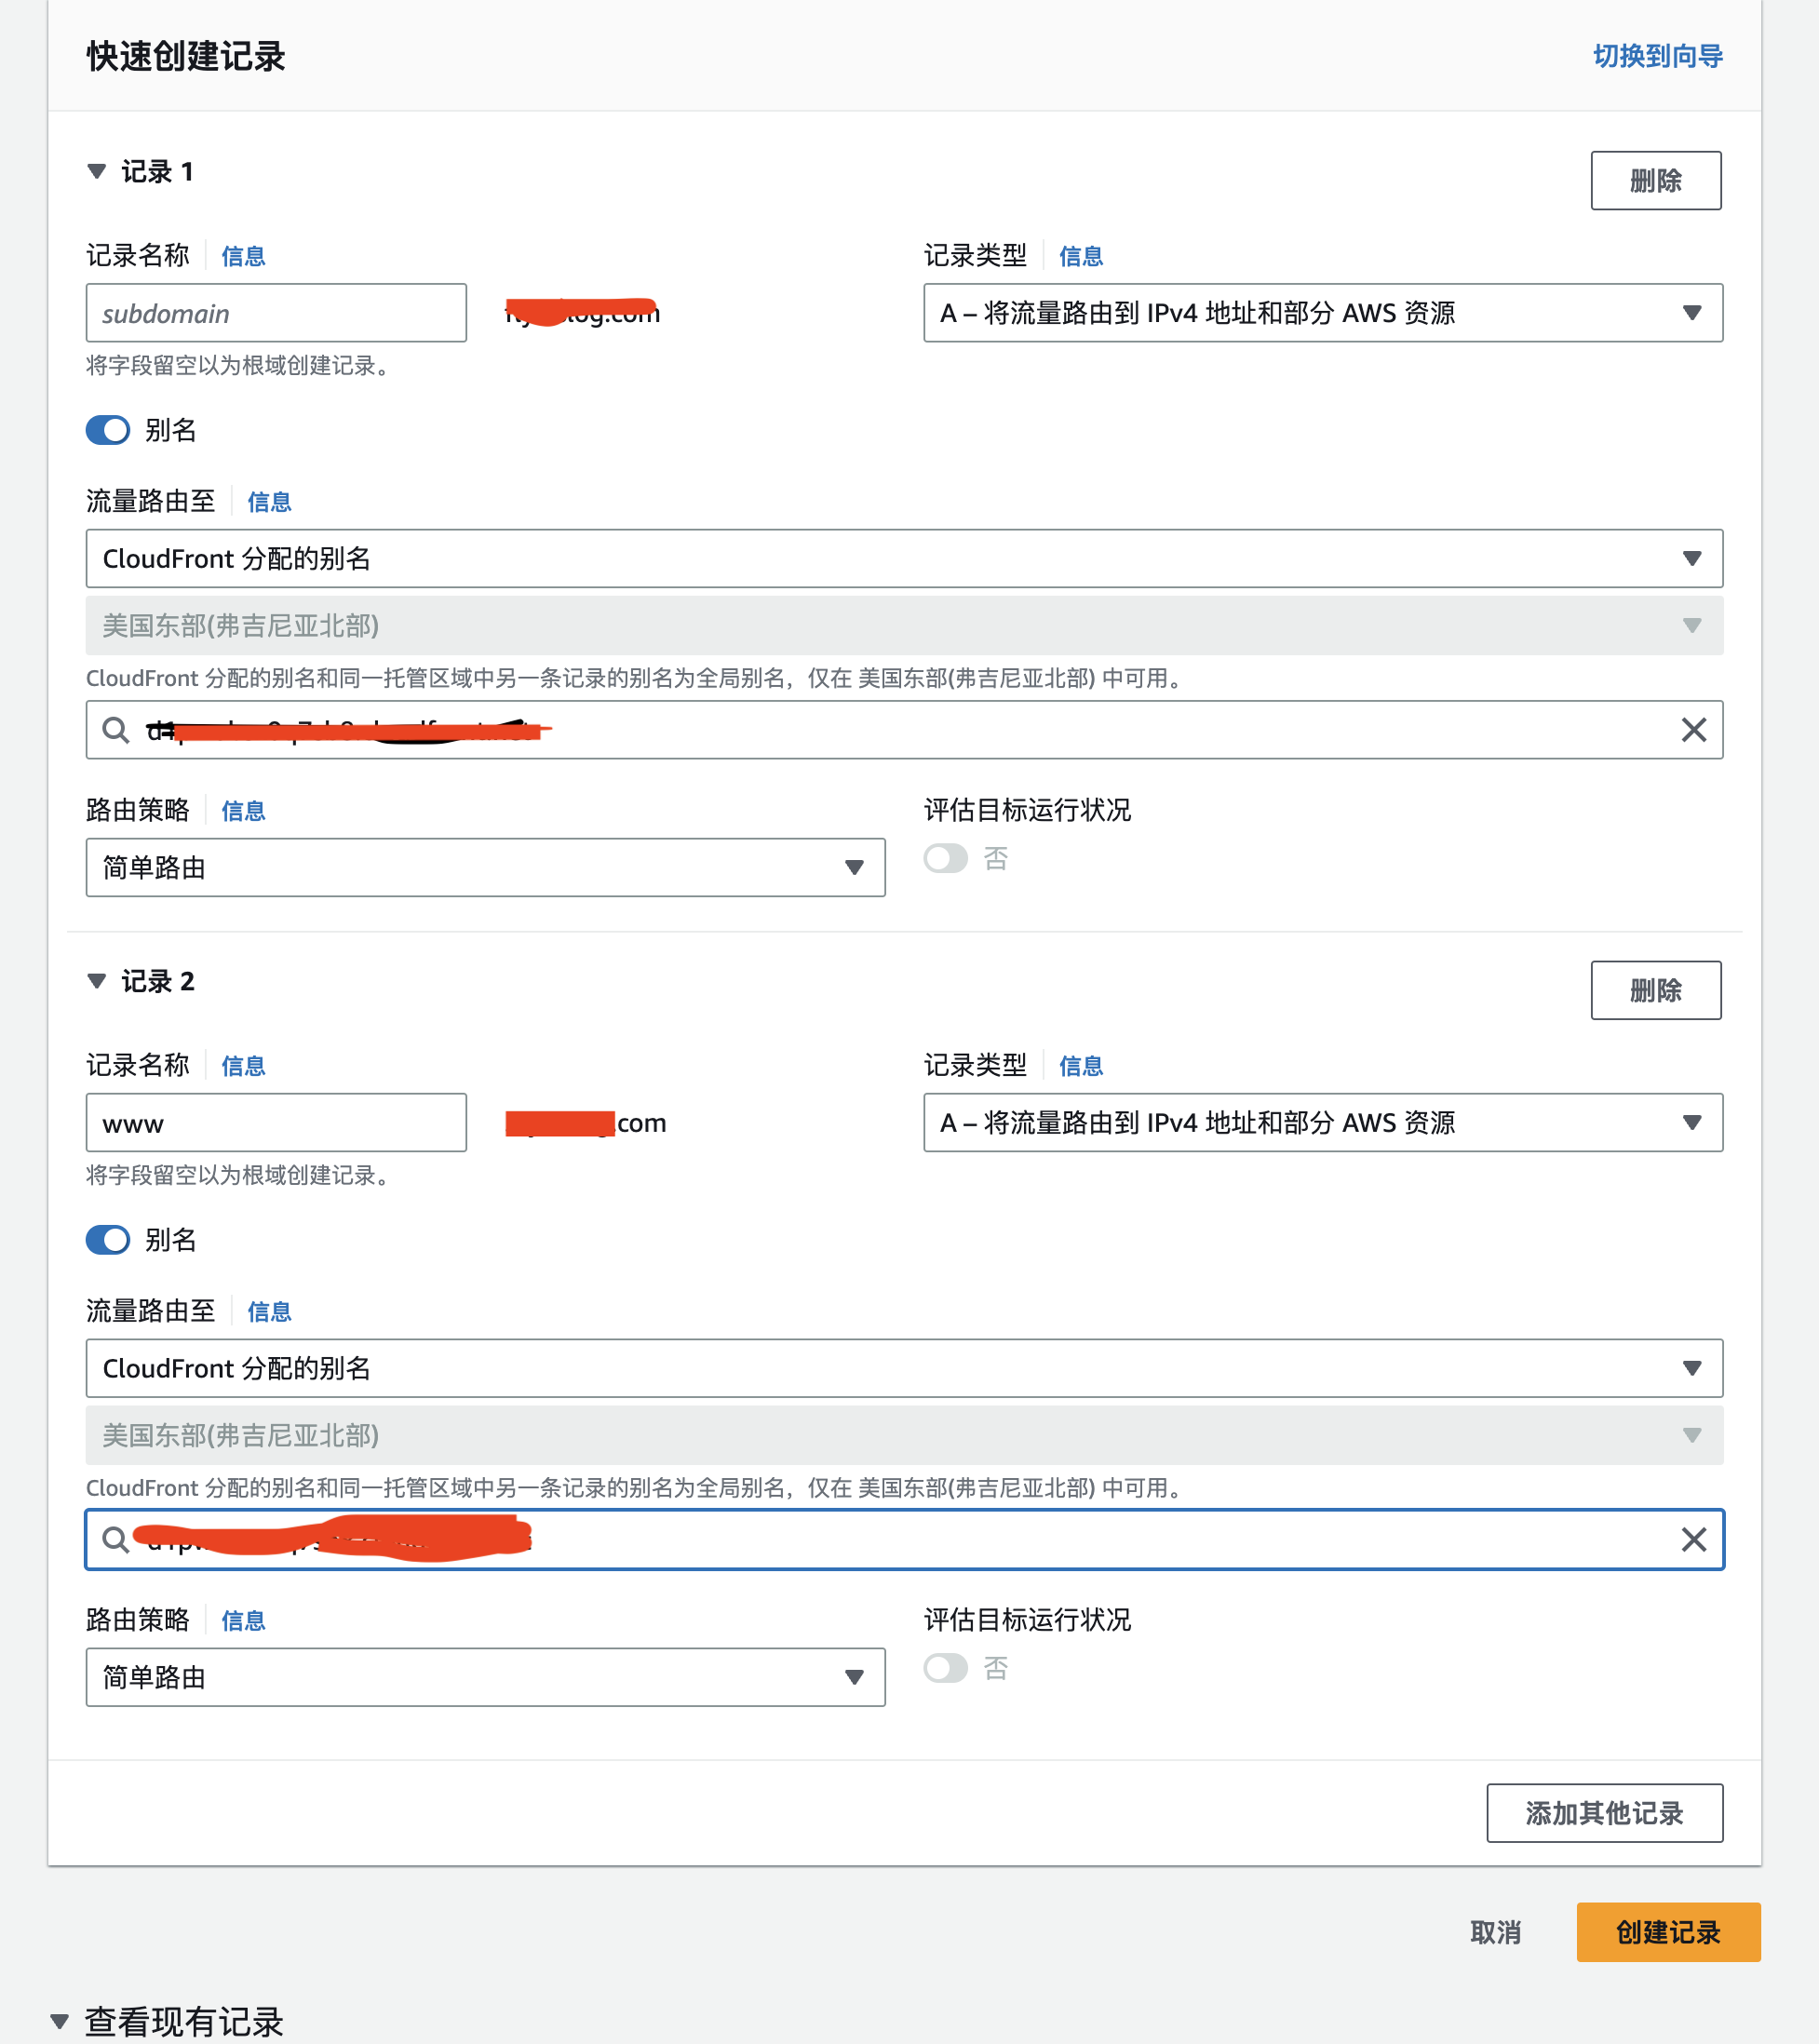 快速创建记录
切换到向导
记录 1
删除
记录名称 信息
记录类型 信息
subdomain
A – 将流量路由到 IPv4 地址和部分 AWS 资源
将字段留空以为根域创建记录。
别名
流量路由至 信息
CloudFront 分配的别名
美国东部(弗吉尼亚北部)
CloudFront 分配的别名和同一托管区域中另一条记录的别名为全局别名，仅在 美国东部(弗吉尼亚北部) 中可用。
路由策略 信息
评估目标运行状况
简单路由
否
记录 2
删除
记录名称 信息
记录类型 信息
www
com
A – 将流量路由到 IPv4 地址和部分 AWS 资源
将字段留空以为根域创建记录。
别名
流量路由至 信息
CloudFront 分配的别名
美国东部(弗吉尼亚北部)
CloudFront 分配的别名和同一托管区域中另一条记录的别名为全局别名，仅在 美国东部(弗吉尼亚北部) 中可用。
路由策略 信息
评估目标运行状况
简单路由
否
添加其他记录
取消
创建记录
查看现有记录